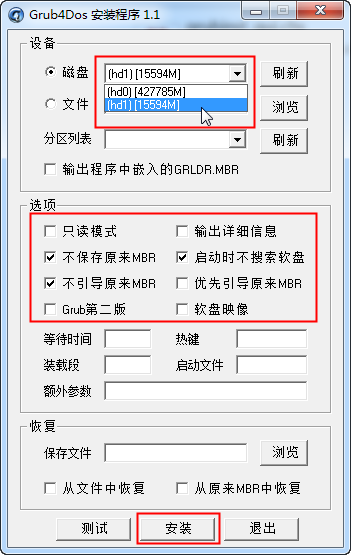 Grub4Dos 安装程序 1.1
设备
磁盘 (hd1) [15594M] 刷新
(hd0) [427785M]
(hd1) [15594M]
文件 浏览
分区列表 刷新
输出程序中嵌入的GRLDR.MBR
选项
只读模式 输出详细信息
不保存原来MBR 启动时不搜索软盘
不引导原来MBR 优先引导原来MBR
Grub第二版 软盘映像
等待时间 热键
装载段 启动文件
额外参数
恢复
保存文件 浏览
从文件中恢复 从原来MBR中恢复
测试 安装 退出